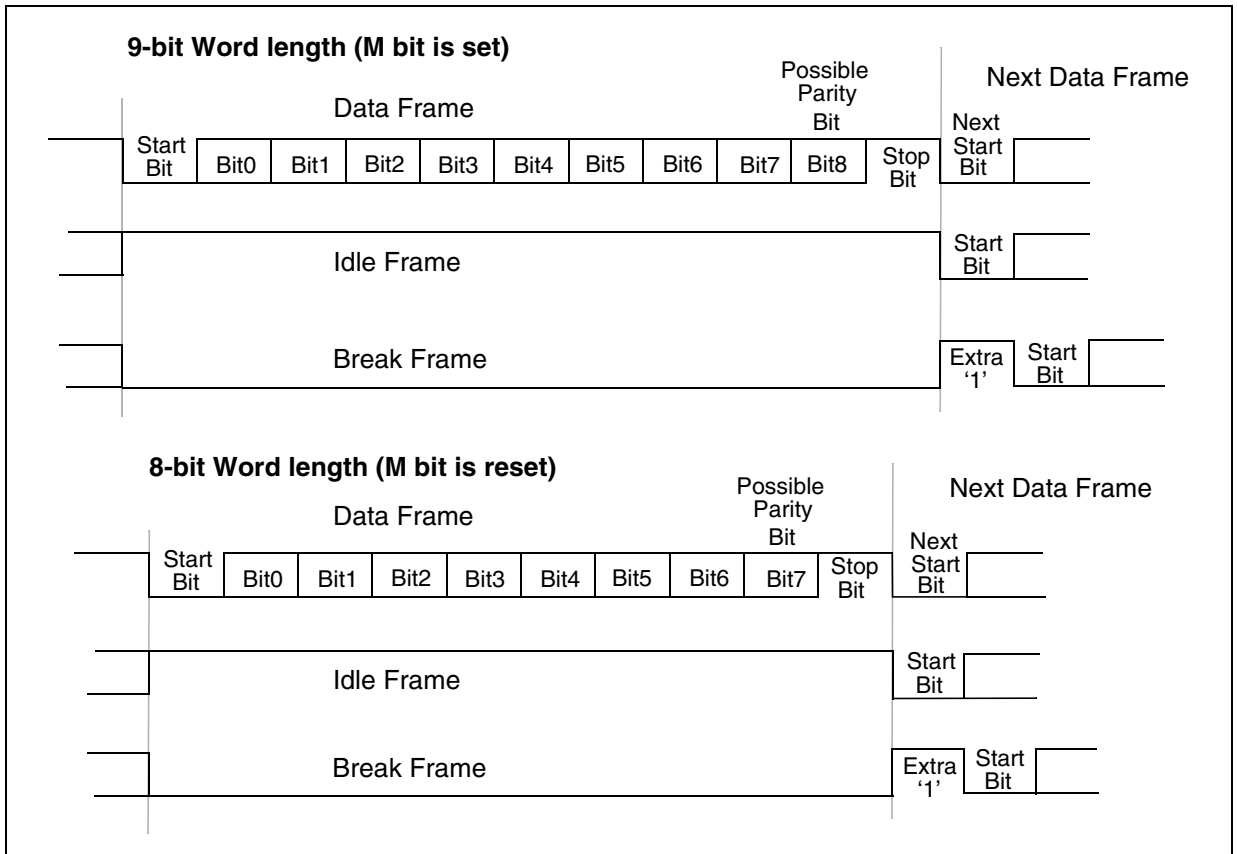 9-bit Word length (M bit is set)
Possible
Parity
Bit
Next Data Frame
Data Frame
Next
Start
Bit
Start
Bit
Bit0
Bit1
Bit2
Bit3
Bit4
Bit5
Bit6
Bit7
Bit8
Stop
Bit
Idle Frame
Start
Bit
Break Frame
Extra
‘1’
Start
Bit
8-bit Word length (M bit is reset)
Possible
Parity
Bit
Next Data Frame
Data Frame
Next
Start
Bit
Start
Bit
Bit0
Bit1
Bit2
Bit3
Bit4
Bit5
Bit6
Bit7
Stop
Bit
Idle Frame
Start
Bit
Break Frame
Extra
‘1’
Start
Bit